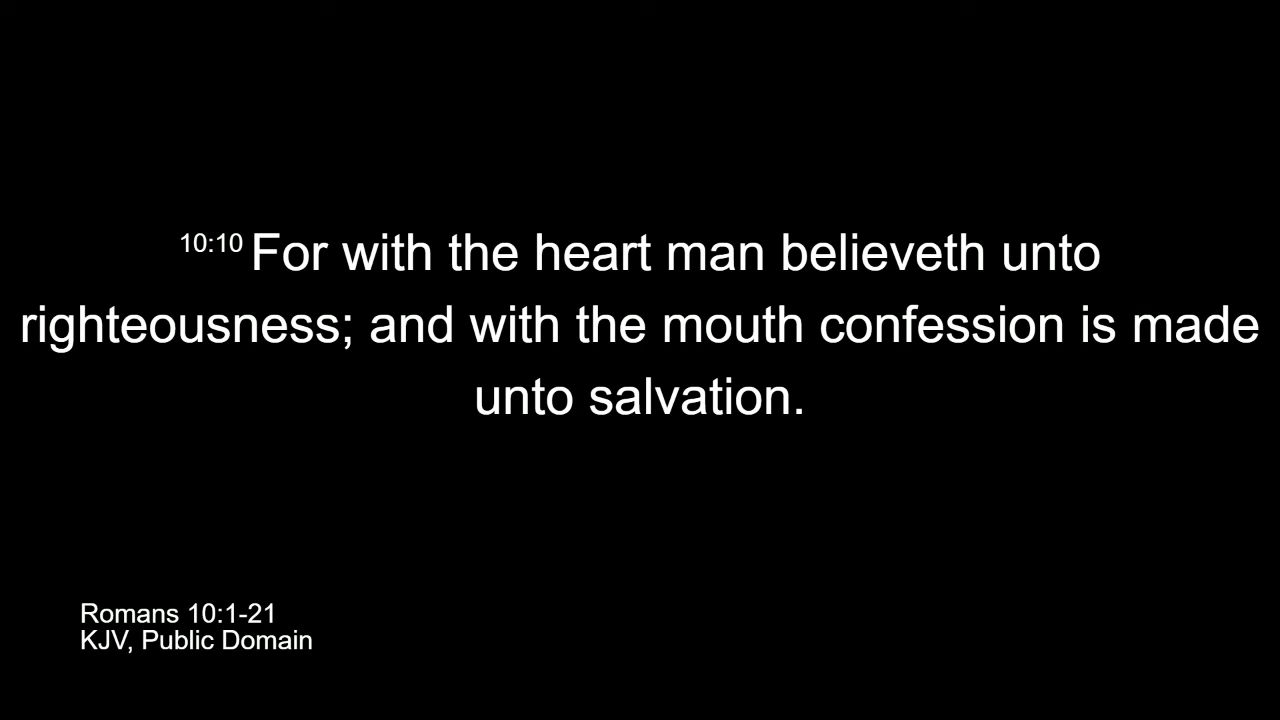 10:10 For with the heart man believeth unto
righteousness; and with the mouth confession is made
unto salvation.
Romans 10:1-21
KJV, Public Domain